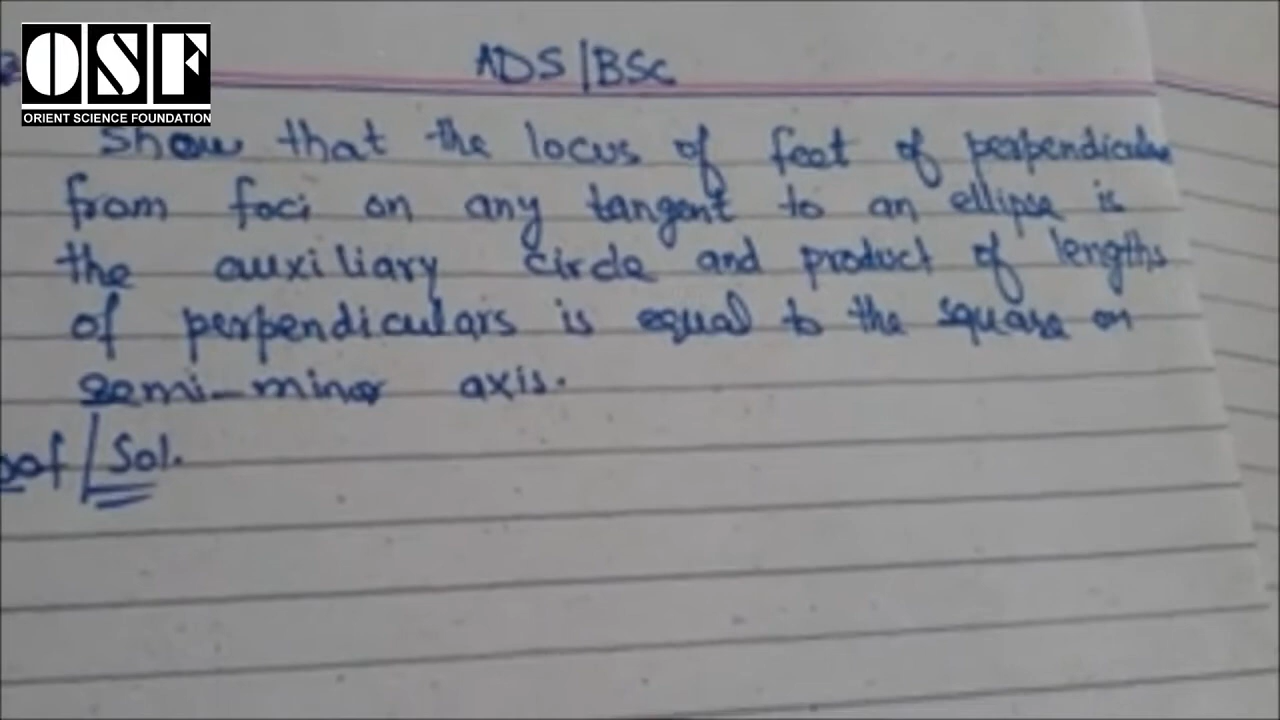 OSF
ORIENT SCIENCE FOUNDATION
ADS/BSc
Show that the locus of feet of perpendicular
from foci on any tangent to an ellipse is
the auxiliary circle and product of lengths
of perpendiculars is equal to the square on
semi-minor axis.
oof/Sol.